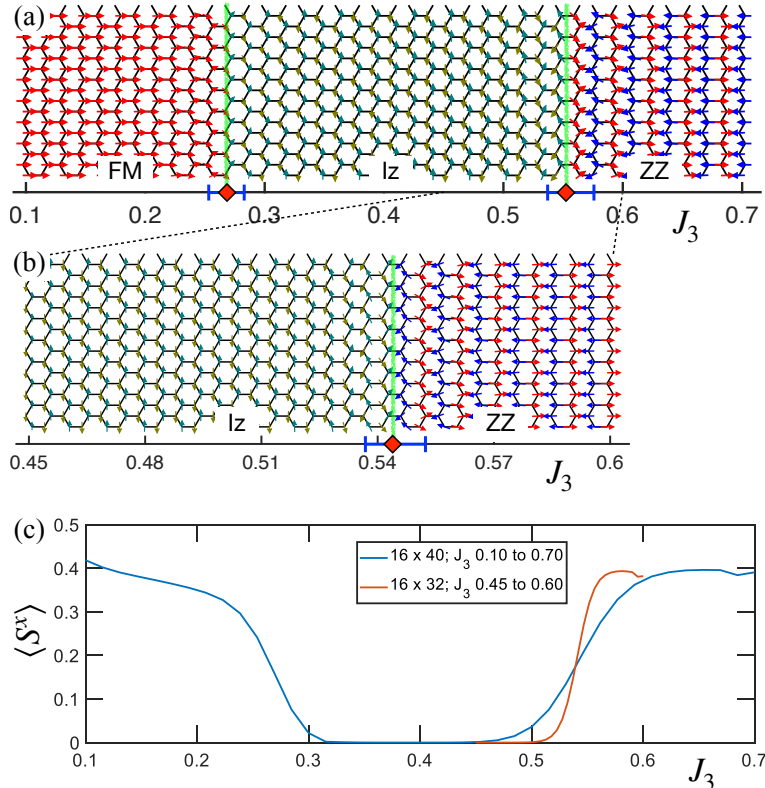 (a)
FM Iz ZZ
0.1 0.2 0.3 0.4 0.5 0.6 0.7
J₃
(b)
Iz ZZ
0.45 0.48 0.51 0.54 0.57 0.6
J₃
(c)
0.5
0.4
0.3
0.2
0.1
0
⟨Sˣ⟩
16 x 40; J₃ 0.10 to 0.70
16 x 32; J₃ 0.45 to 0.60
0.1 0.2 0.3 0.4 0.5 0.6 0.7
J₃